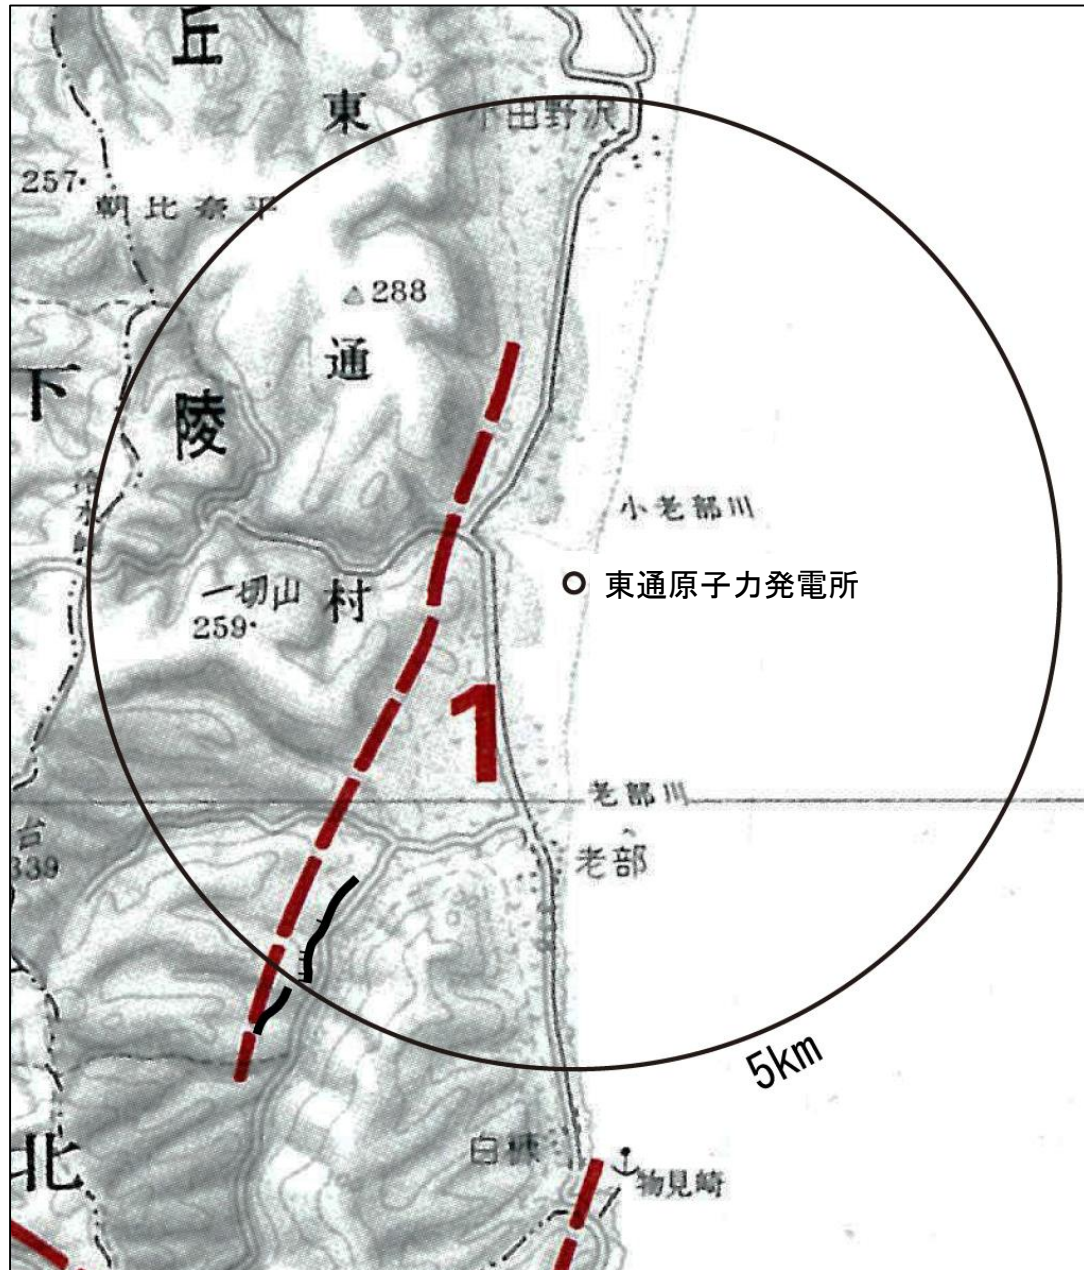 丘
東
小田野沢
257
朝比奈平
288
通
下
陵
小老部川
東通原子力発電所
一切山
村
259
1
老部川
台
339
老部
5km
白糠
北
物見崎